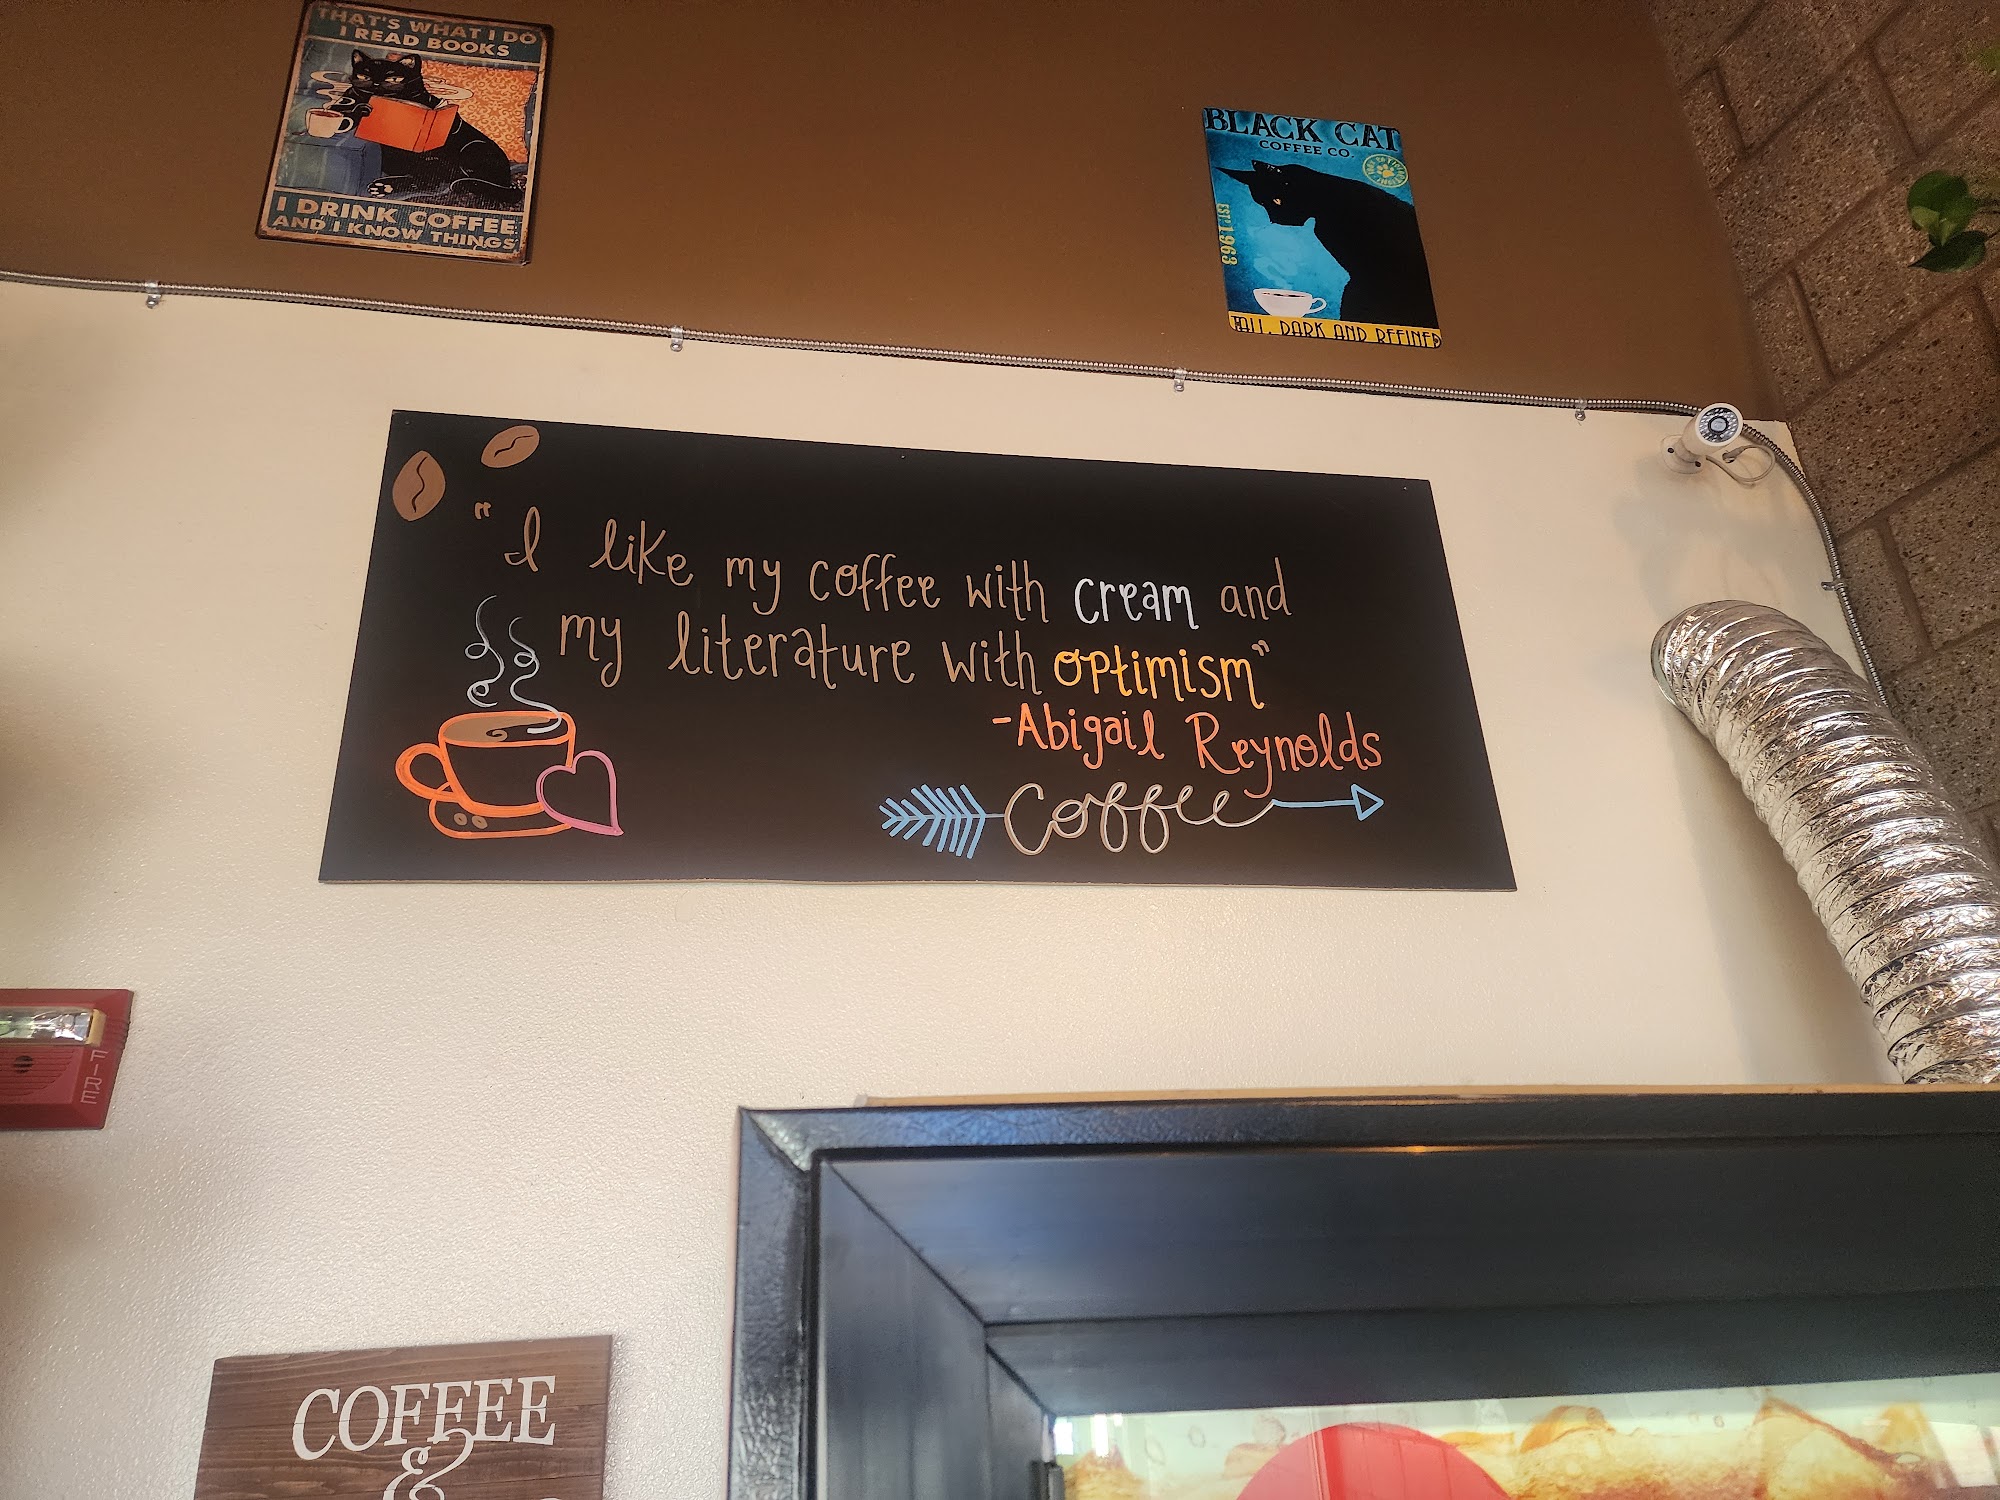 THAT'S WHAT I DO
I READ BOOKS
I DRINK COFFEE
AND I KNOW THINGS
BLACK CAT
COFFEE CO.
EST. 1963
TALL, DARK AND REFINED
"I like my coffee with cream and
my literature with optimism"
-Abigail Reynolds
coffee
FIRE
COFFEE
&